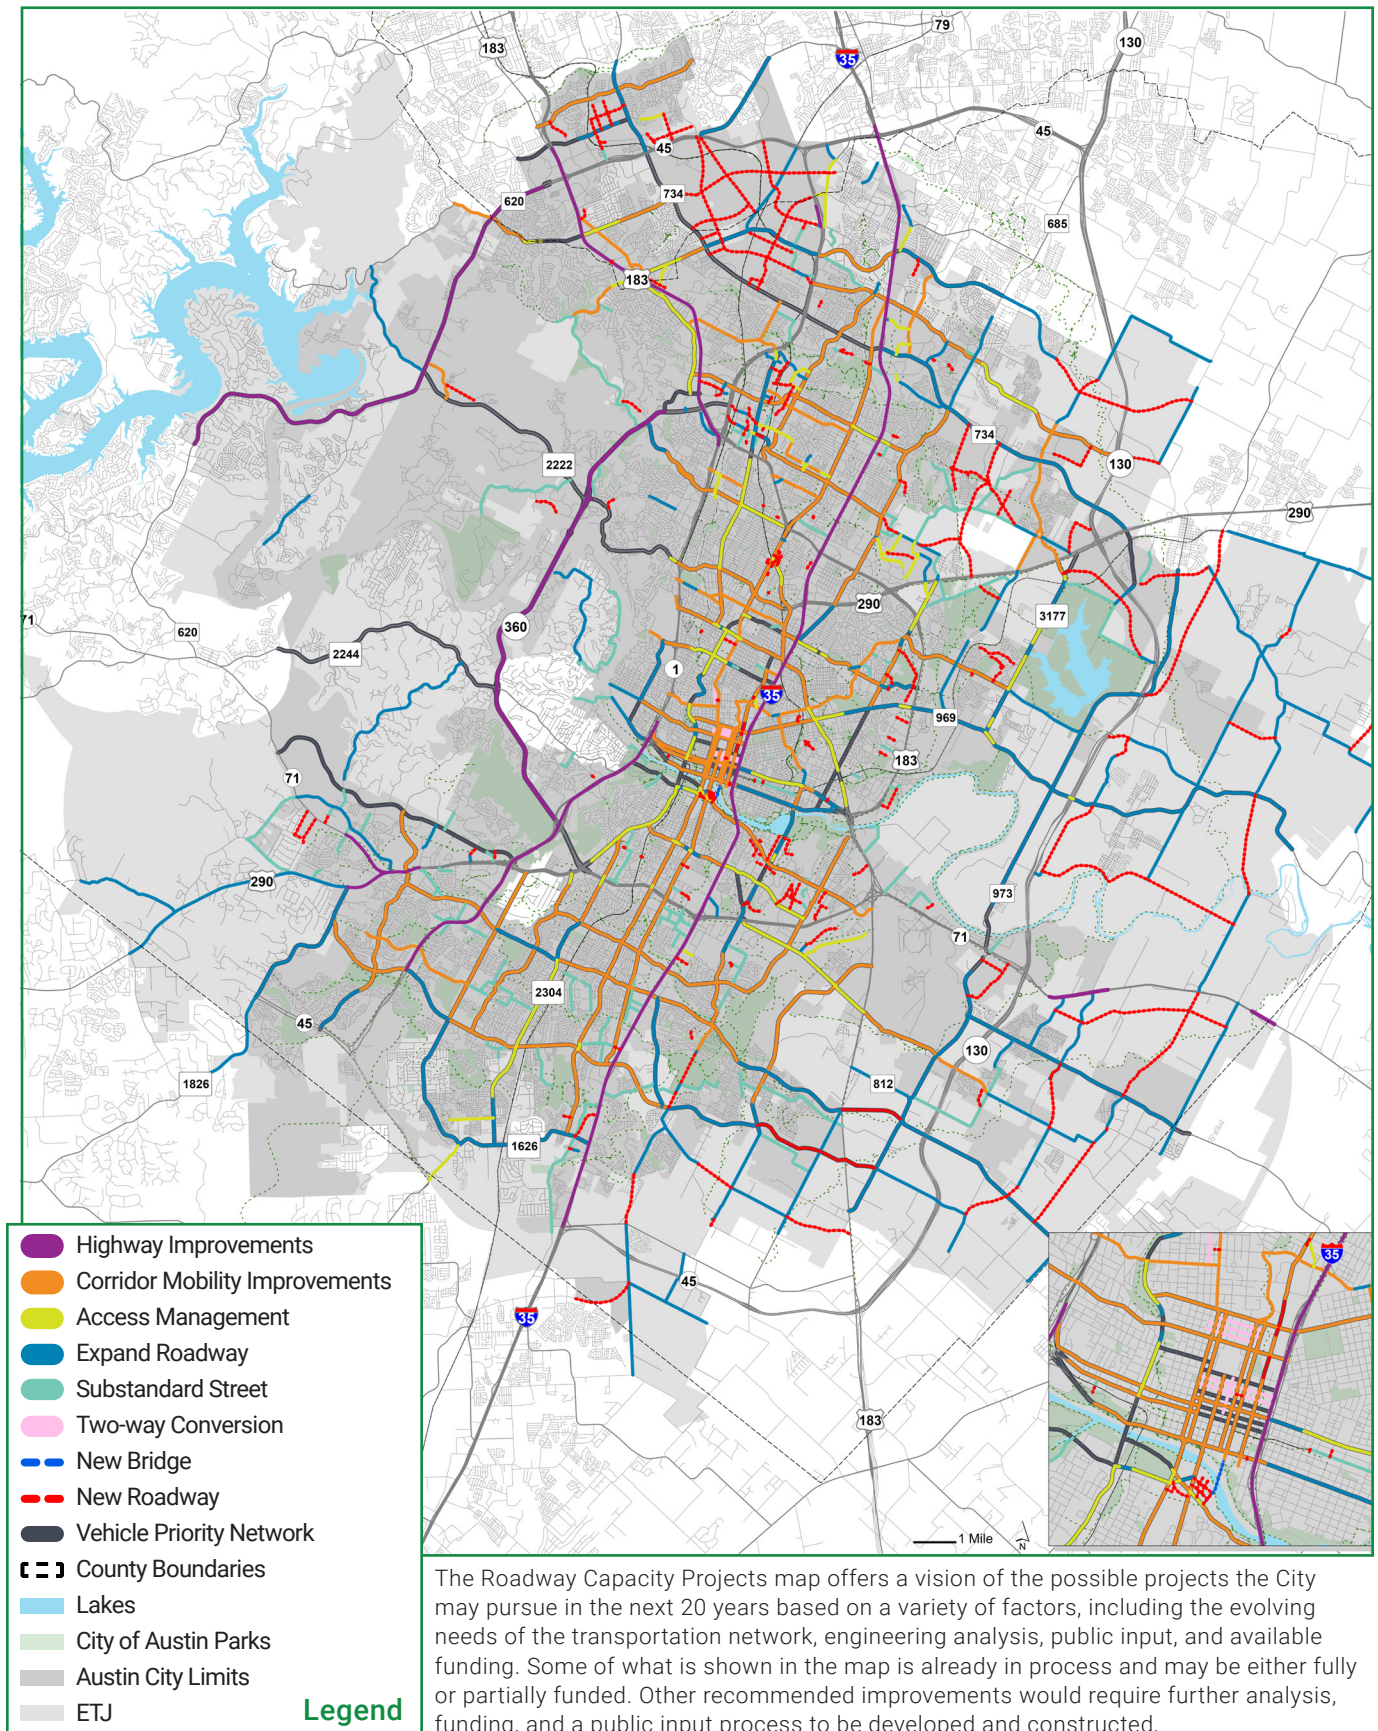 183
79
35
130
45
45
620
734
685
183
734
130
2222
290
71
620
290
3177
360
2244
1
35
969
183
71
290
973
71
2304
45
130
812
1826
1626
45
35
183
35
1 Mile
N
Highway Improvements
Corridor Mobility Improvements
Access Management
Expand Roadway
Substandard Street
Two-way Conversion
New Bridge
New Roadway
Vehicle Priority Network
County Boundaries
Lakes
City of Austin Parks
Austin City Limits
ETJ
Legend
The Roadway Capacity Projects map offers a vision of the possible projects the City
may pursue in the next 20 years based on a variety of factors, including the evolving
needs of the transportation network, engineering analysis, public input, and available
funding. Some of what is shown in the map is already in process and may be either fully
or partially funded. Other recommended improvements would require further analysis,
funding, and a public input process to be developed and constructed.